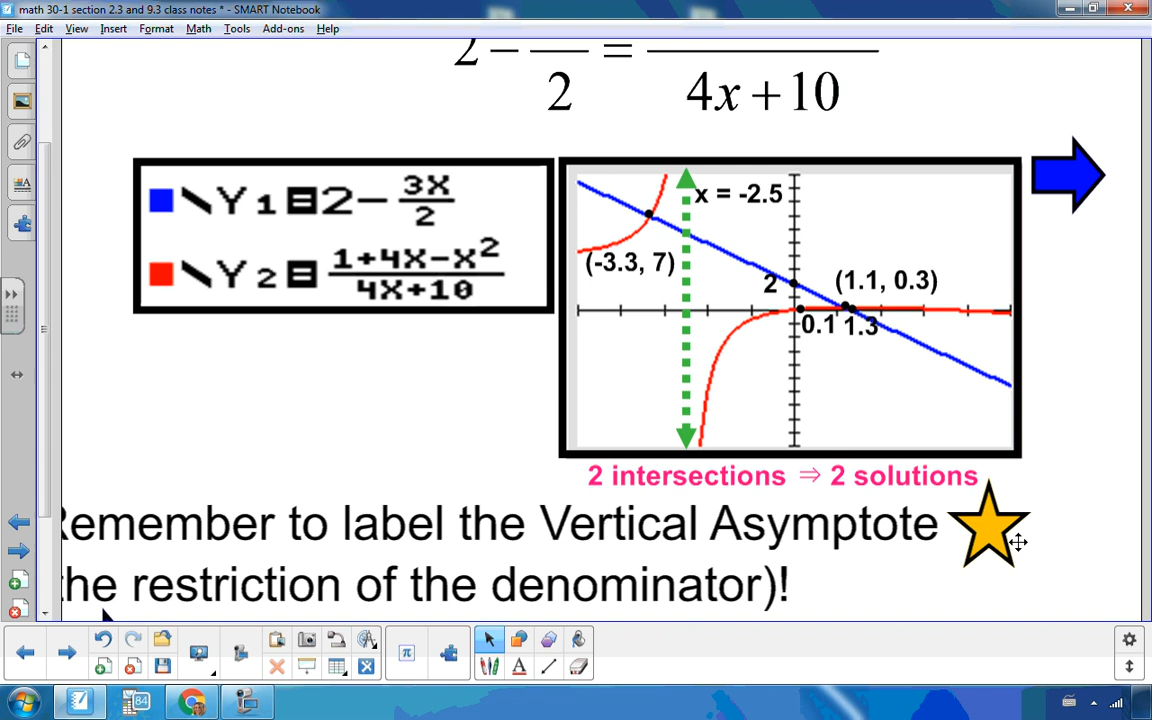 math 30-1 section 2.3 and 9.3 class notes * - SMART Notebook
File Edit View Insert Format Math Tools Add-ons Help
2 − ― = ―
2 4x + 10
\Y1=2-3X/2
\Y2=(1+4X-X²)/(4X+10)
x = -2.5
(-3.3, 7)
2
(1.1, 0.3)
0.1 1.3
2 intersections ⇒ 2 solutions
Remember to label the Vertical Asymptote
the restriction of the denominator)!
π
A
84